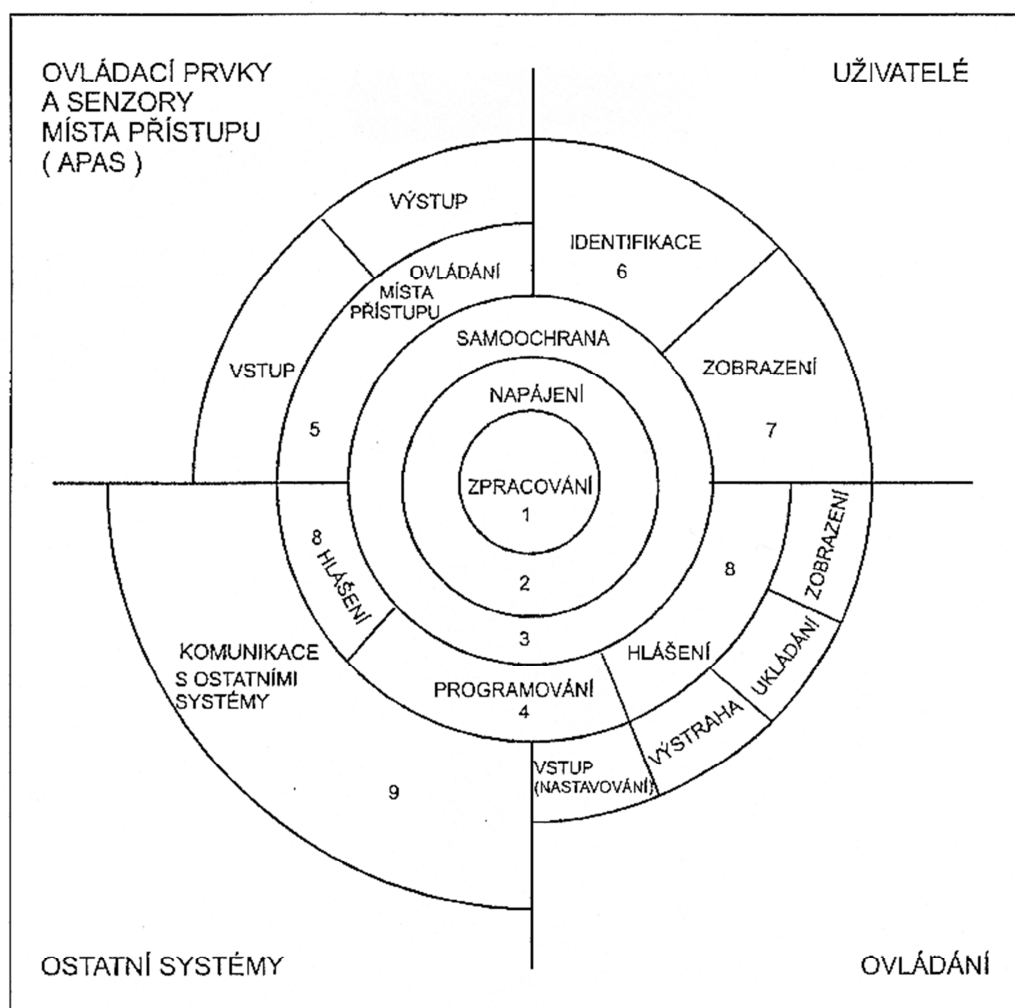 OVLÁDACÍ PRVKY
A SENZORY
MÍSTA PŘÍSTUPU
( APAS )
UŽIVATELÉ
VÝSTUP
VSTUP
OVLÁDÁNÍ
MÍSTA
PŘÍSTUPU
5
IDENTIFIKACE
6
ZOBRAZENÍ
7
SAMOOCHRANA
NAPÁJENÍ
ZPRACOVÁNÍ
1
2
3
8 HLÁŠENÍ
PROGRAMOVÁNÍ
4
8
HLÁŠENÍ
ZOBRAZENÍ
UKLÁDÁNÍ
VÝSTRAHA
VSTUP
(NASTAVOVÁNÍ)
KOMUNIKACE
S OSTATNÍMI
SYSTÉMY
9
OSTATNÍ SYSTÉMY
OVLÁDÁNÍ